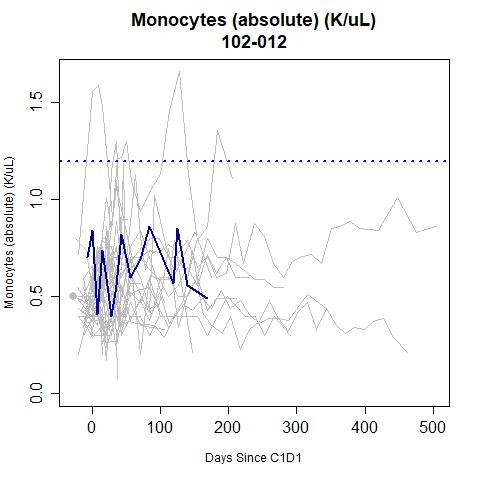 Monocytes (absolute) (K/uL)
102-012
Monocytes (absolute) (K/uL)
1.5
1.0
0.5
0.0
0 100 200 300 400 500
Days Since C1D1